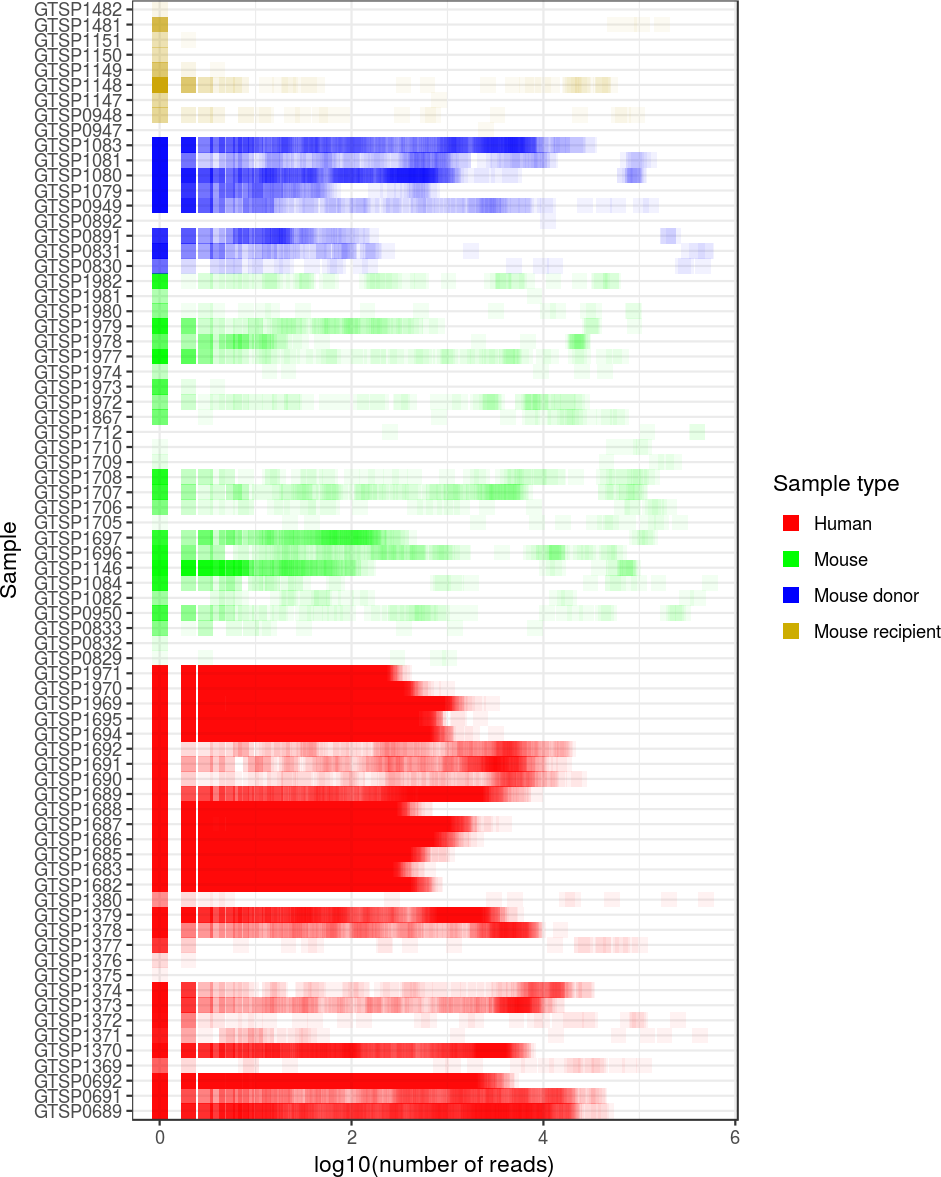 GTSP1482
GTSP1481
GTSP1151
GTSP1150
GTSP1149
GTSP1148
GTSP1147
GTSP0948
GTSP0947
GTSP1083
GTSP1081
GTSP1080
GTSP1079
GTSP0949
GTSP0892
GTSP0891
GTSP0831
GTSP0830
GTSP1982
GTSP1981
GTSP1980
GTSP1979
GTSP1978
GTSP1977
GTSP1974
GTSP1973
GTSP1972
GTSP1867
GTSP1712
GTSP1710
GTSP1709
GTSP1708
GTSP1707
GTSP1706
GTSP1705
GTSP1697
GTSP1696
GTSP1146
GTSP1084
GTSP1082
GTSP0950
GTSP0833
GTSP0832
GTSP0829
GTSP1971
GTSP1970
GTSP1969
GTSP1695
GTSP1694
GTSP1692
GTSP1691
GTSP1690
GTSP1689
GTSP1688
GTSP1687
GTSP1686
GTSP1685
GTSP1683
GTSP1682
GTSP1380
GTSP1379
GTSP1378
GTSP1377
GTSP1376
GTSP1375
GTSP1374
GTSP1373
GTSP1372
GTSP1371
GTSP1370
GTSP1369
GTSP0692
GTSP0691
GTSP0689
Sample
0 2 4 6
log10(number of reads)
Sample type
Human
Mouse
Mouse donor
Mouse recipient